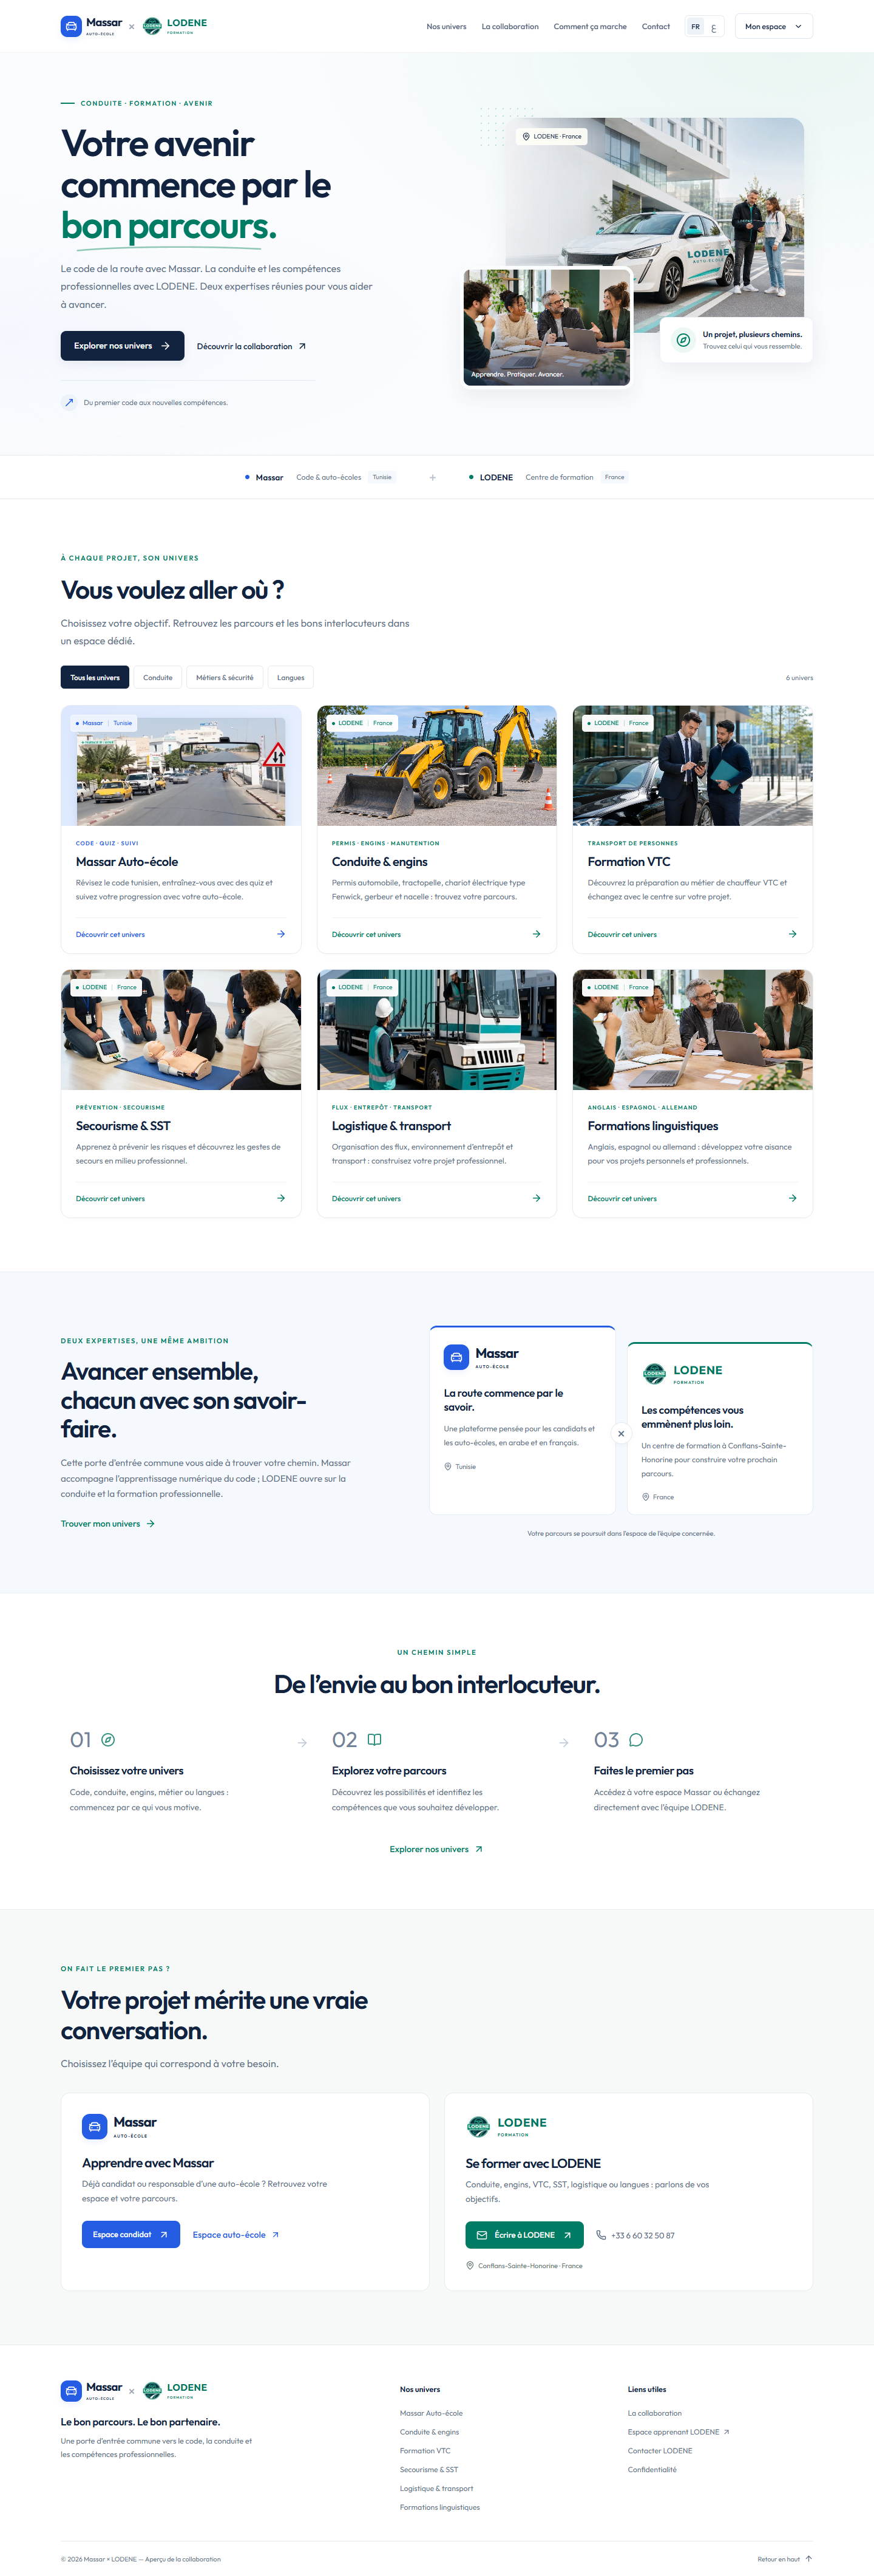 Massar
AUTO-ÉCOLE
×
LODENE
FORMATION
Nos univers
La collaboration
Comment ça marche
Contact
FR
ع
Mon espace
CONDUITE · FORMATION · AVENIR
Votre avenir
commence par le
bon parcours.
Le code de la route avec Massar. La conduite et les compétences
professionnelles avec LODENE. Deux expertises réunies pour vous aider
à avancer.
Explorer nos univers
Découvrir la collaboration
Du premier code aux nouvelles compétences.
LODENE · France
LODENE
AUTO-ÉCOLE
Apprendre. Pratiquer. Avancer.
Un projet, plusieurs chemins.
Trouvez celui qui vous ressemble.
Massar
Code & auto-écoles
Tunisie
+
LODENE
Centre de formation
France
À CHAQUE PROJET, SON UNIVERS
Vous voulez aller où ?
Choisissez votre objectif. Retrouvez les parcours et les bons interlocuteurs dans
un espace dédié.
Tous les univers
Conduite
Métiers & sécurité
Langues
6 univers
Massar | Tunisie
CODE · QUIZ · SUIVI
Massar Auto-école
Révisez le code tunisien, entraînez-vous avec des quiz et
suivez votre progression avec votre auto-école.
Découvrir cet univers
LODENE | France
PERMIS · ENGINS · MANUTENTION
Conduite & engins
Permis automobile, tractopelle, chariot électrique type
Fenwick, gerbeur et nacelle : trouvez votre parcours.
Découvrir cet univers
LODENE | France
TRANSPORT DE PERSONNES
Formation VTC
Découvrez la préparation au métier de chauffeur VTC et
échangez avec le centre sur votre projet.
Découvrir cet univers
LODENE | France
PRÉVENTION · SECOURISME
Secourisme & SST
Apprenez à prévenir les risques et découvrez les gestes de
secours en milieu professionnel.
Découvrir cet univers
LODENE | France
FLUX · ENTREPÔT · TRANSPORT
Logistique & transport
Organisation des flux, environnement d'entrepôt et
transport : construisez votre projet professionnel.
Découvrir cet univers
LODENE | France
ANGLAIS · ESPAGNOL · ALLEMAND
Formations linguistiques
Anglais, espagnol ou allemand : développez votre aisance
pour vos projets personnels et professionnels.
Découvrir cet univers
DEUX EXPERTISES, UNE MÊME AMBITION
Avancer ensemble,
chacun avec son savoir-
faire.
Cette porte d'entrée commune vous aide à trouver votre chemin. Massar
accompagne l'apprentissage numérique du code ; LODENE ouvre sur la
conduite et la formation professionnelle.
Trouver mon univers
Massar
AUTO-ÉCOLE
La route commence par le
savoir.
Une plateforme pensée pour les candidats et
les auto-écoles, en arabe et en français.
Tunisie
×
LODENE
FORMATION
Les compétences vous
emmènent plus loin.
Un centre de formation à Conflans-Sainte-
Honorine pour construire votre prochain
parcours.
France
Votre parcours se poursuit dans l'espace de l'équipe concernée.
UN CHEMIN SIMPLE
De l'envie au bon interlocuteur.
01
Choisissez votre univers
Code, conduite, engins, métier ou langues :
commencez par ce qui vous motive.
02
Explorez votre parcours
Découvrez les possibilités et identifiez les
compétences que vous souhaitez développer.
03
Faites le premier pas
Accédez à votre espace Massar ou échangez
directement avec l'équipe LODENE.
Explorer nos univers
ON FAIT LE PREMIER PAS ?
Votre projet mérite une vraie
conversation.
Choisissez l'équipe qui correspond à votre besoin.
Massar
AUTO-ÉCOLE
Apprendre avec Massar
Déjà candidat ou responsable d'une auto-école ? Retrouvez votre
espace et votre parcours.
Espace candidat
Espace auto-école
LODENE
FORMATION
Se former avec LODENE
Conduite, engins, VTC, SST, logistique ou langues : parlons de vos
objectifs.
Écrire à LODENE
+33 6 60 32 50 87
Conflans-Sainte-Honorine · France
Massar
AUTO-ÉCOLE
×
LODENE
FORMATION
Le bon parcours. Le bon partenaire.
Une porte d'entrée commune vers le code, la conduite et
les compétences professionnelles.
Nos univers
Massar Auto-école
Conduite & engins
Formation VTC
Secourisme & SST
Logistique & transport
Formations linguistiques
Liens utiles
La collaboration
Espace apprenant LODENE
Contacter LODENE
Confidentialité
© 2026 Massar × LODENE — Aperçu de la collaboration
Retour en haut